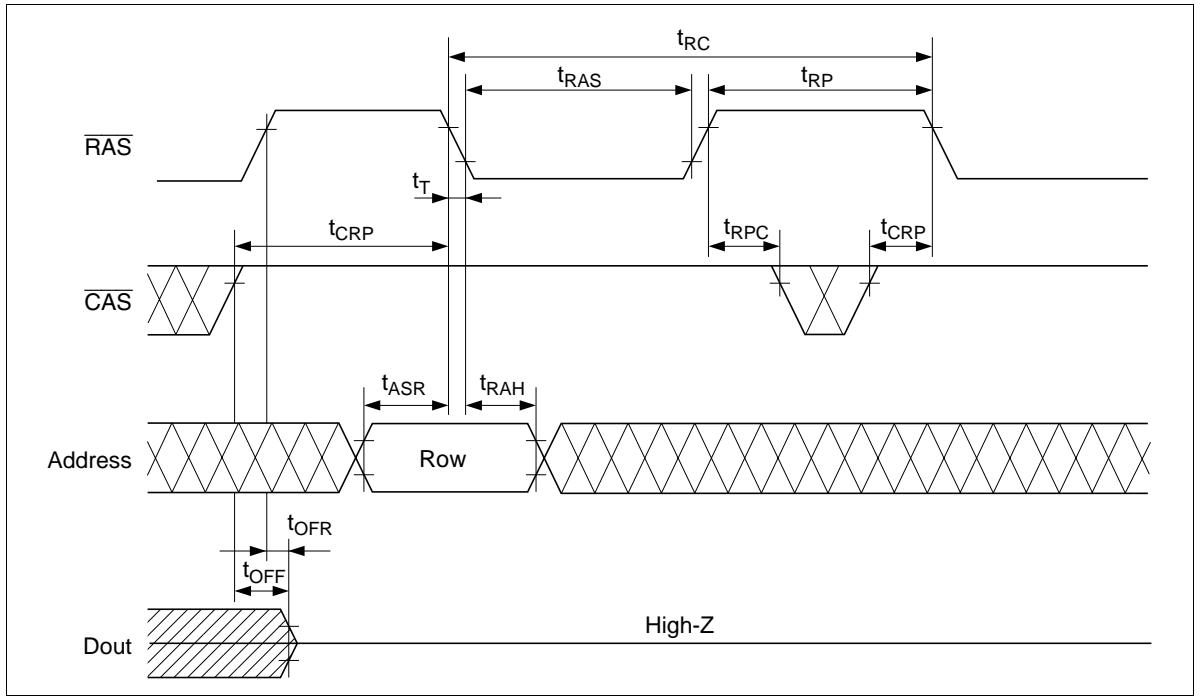 tRC
tRAS tRP
RAS
tT
tCRP tRPC tCRP
CAS
tASR tRAH
Address Row
tOFR
tOFF
High-Z
Dout